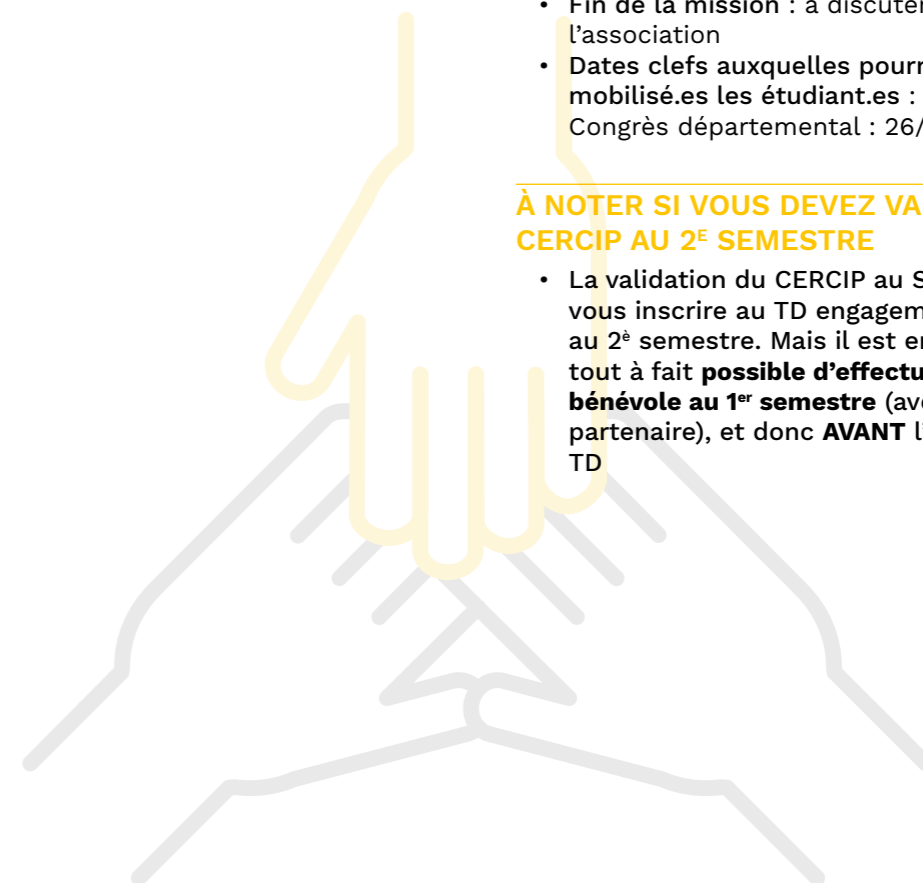 • Fin de la mission : à discuter
l’association
• Dates clefs auxquelles pourr
mobilisé.es les étudiant.es :
Congrès départemental : 26/
À NOTER SI VOUS DEVEZ VA
CERCIP AU 2E SEMESTRE
• La validation du CERCIP au S
vous inscrire au TD engagem
au 2è semestre. Mais il est e
tout à fait possible d’effectu
bénévole au 1er semestre (av
partenaire), et donc AVANT l’
TD